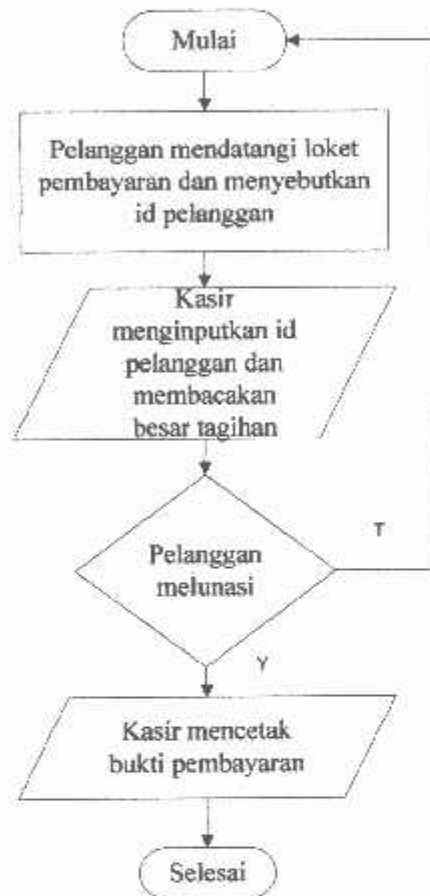 Mulai
Pelanggan mendatangi loket
pembayaran dan menyebutkan
id pelanggan
Kasir
menginputkan id
pelanggan dan
membacakan
besar tagihan
Pelanggan
melunasi
T
Y
Kasir mencetak
bukti pembayaran
Selesai